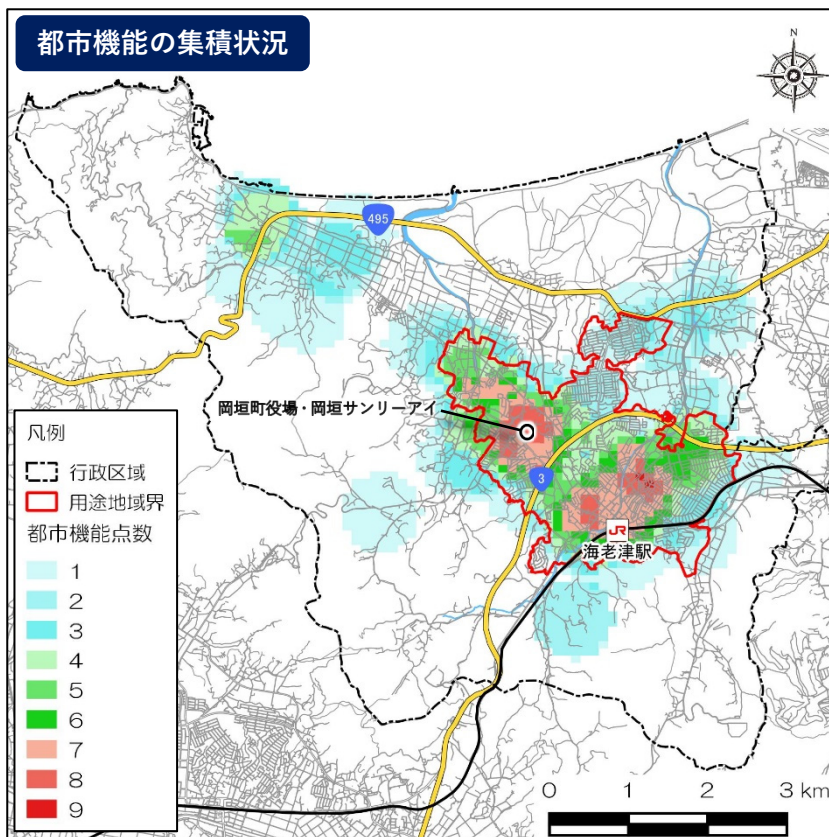 都市機能の集積状況
N
495
岡垣町役場・岡垣サンリーアイ
3
JR
海老津駅
凡例
行政区域
用途地域界
都市機能点数
1
2
3
4
5
6
7
8
9
0 1 2 3 km